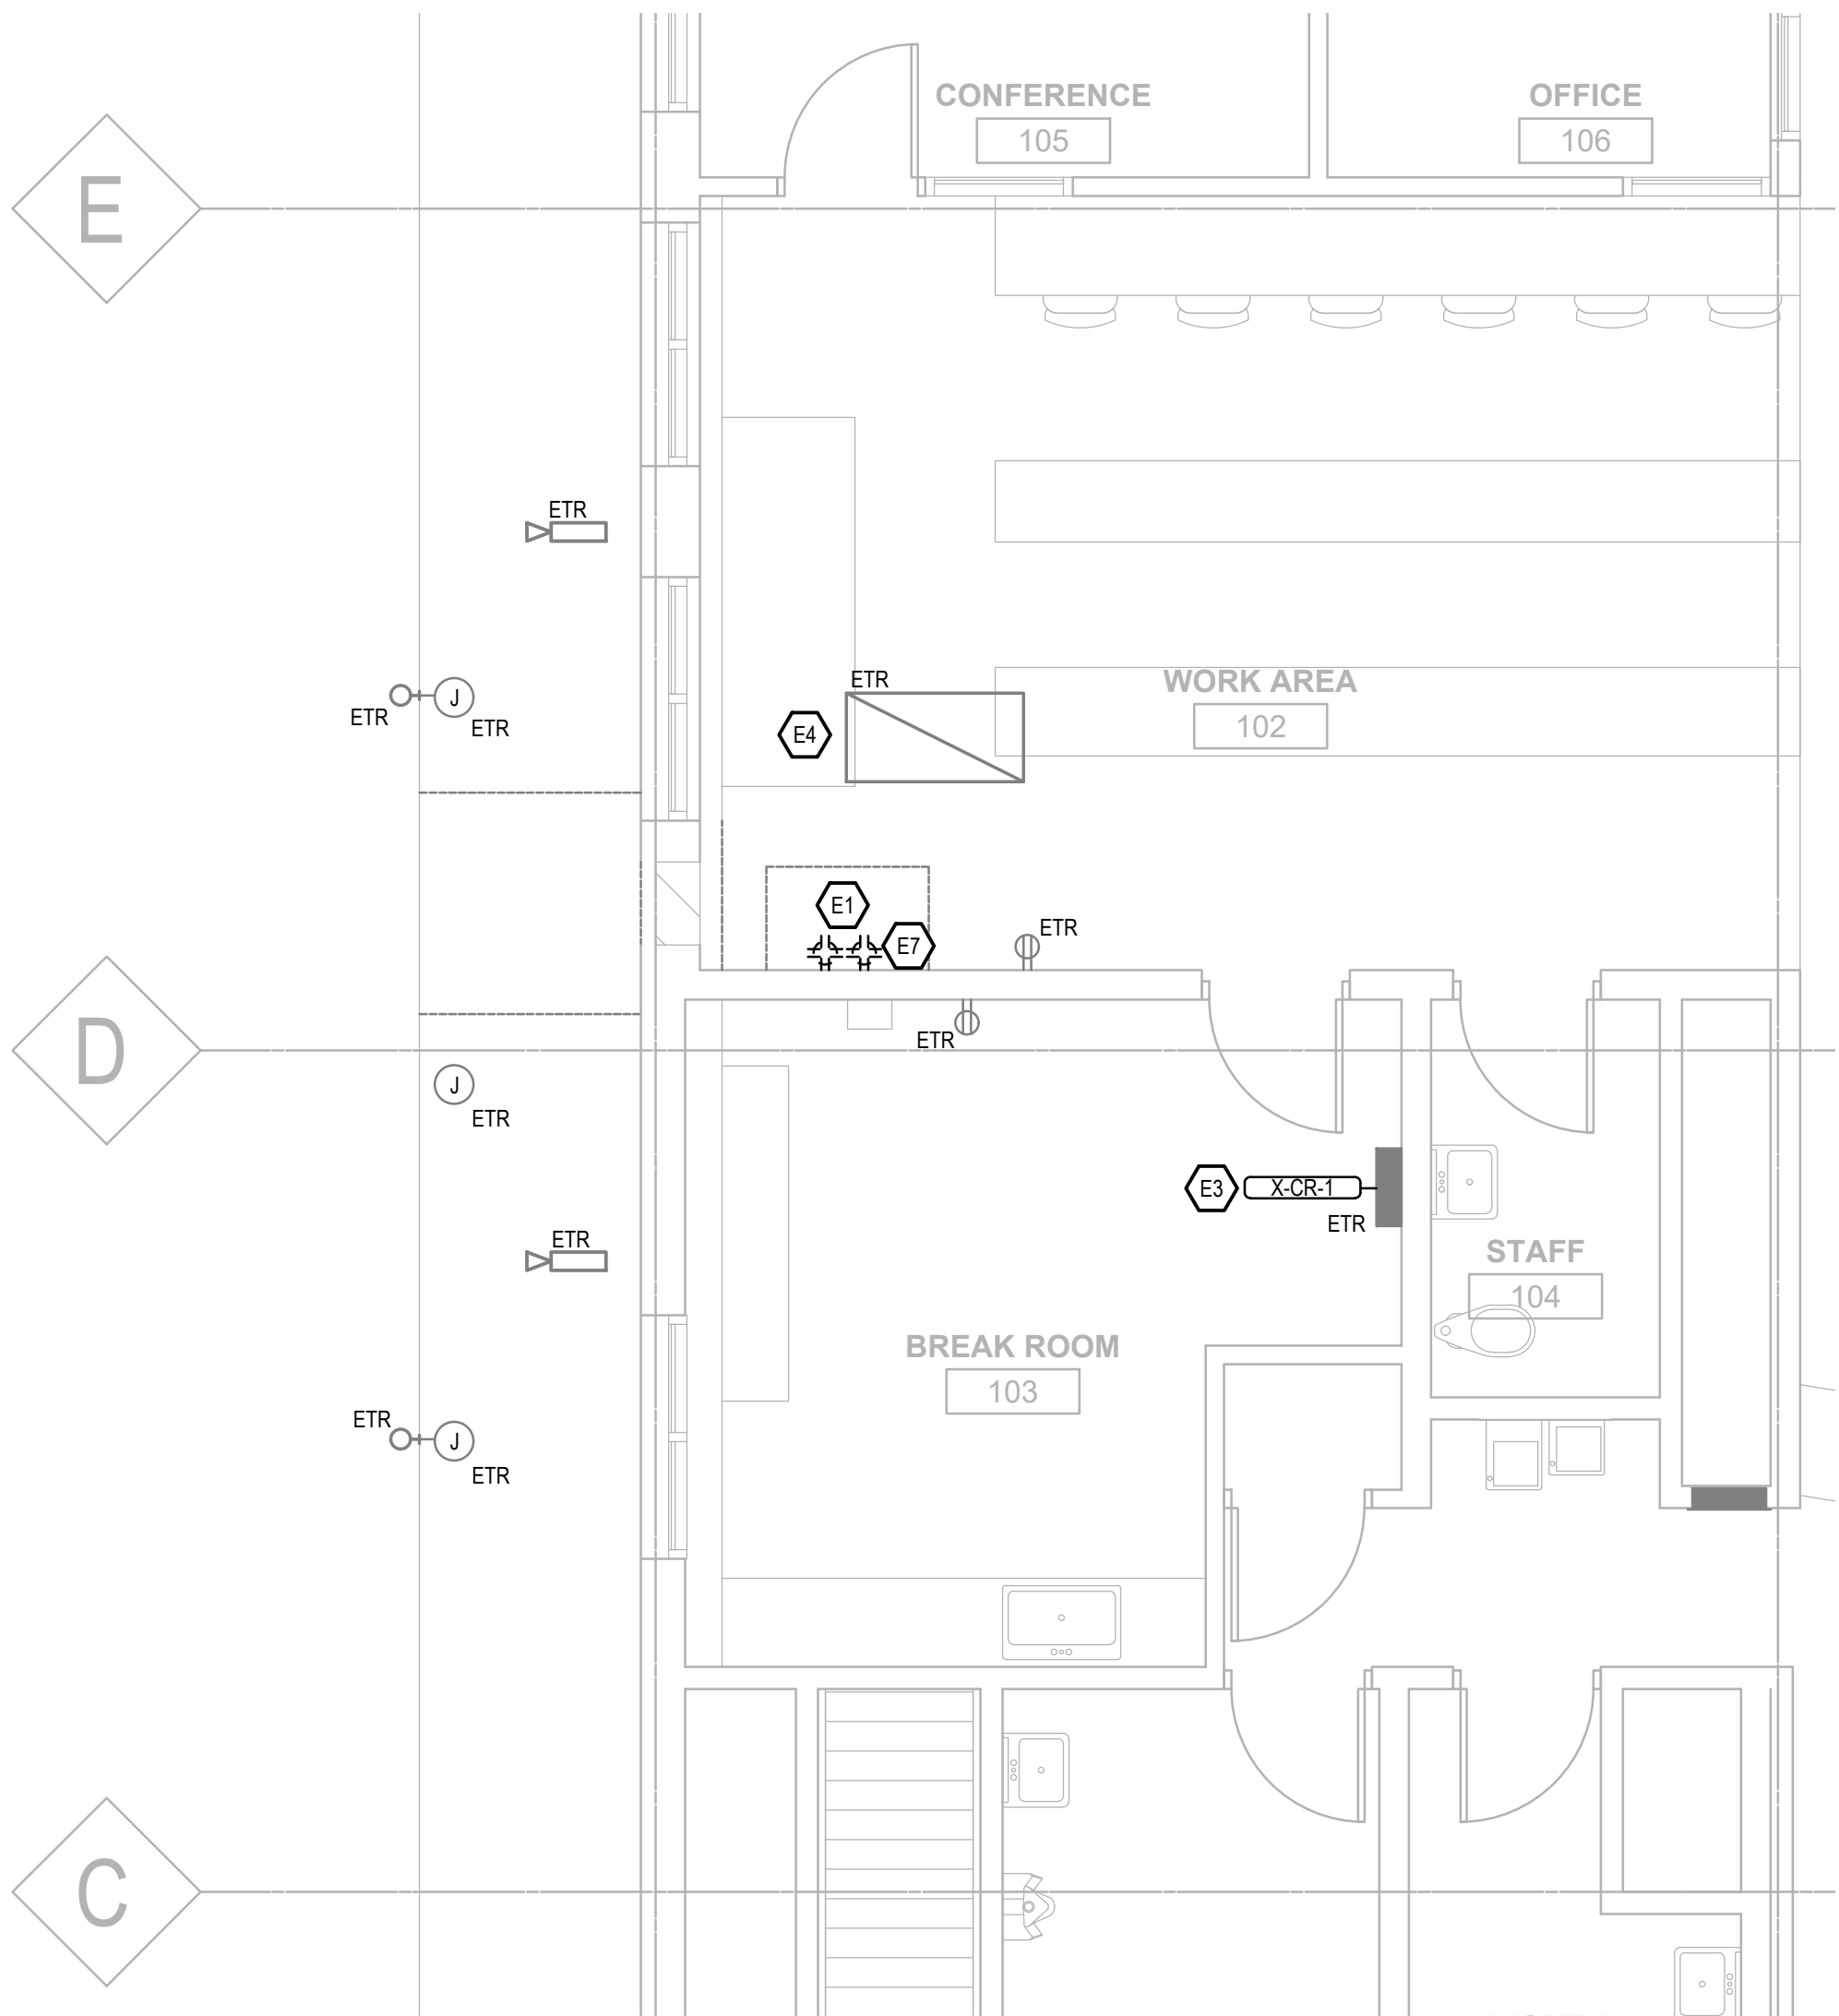 CONFERENCE
105
OFFICE
106
E
ETR
ETR
WORK AREA
102
J
ETR
ETR
E4
E1
E7
ETR
ETR
D
J
ETR
E3
X-CR-1
ETR
ETR
STAFF
104
BREAK ROOM
103
ETR
J
ETR
C